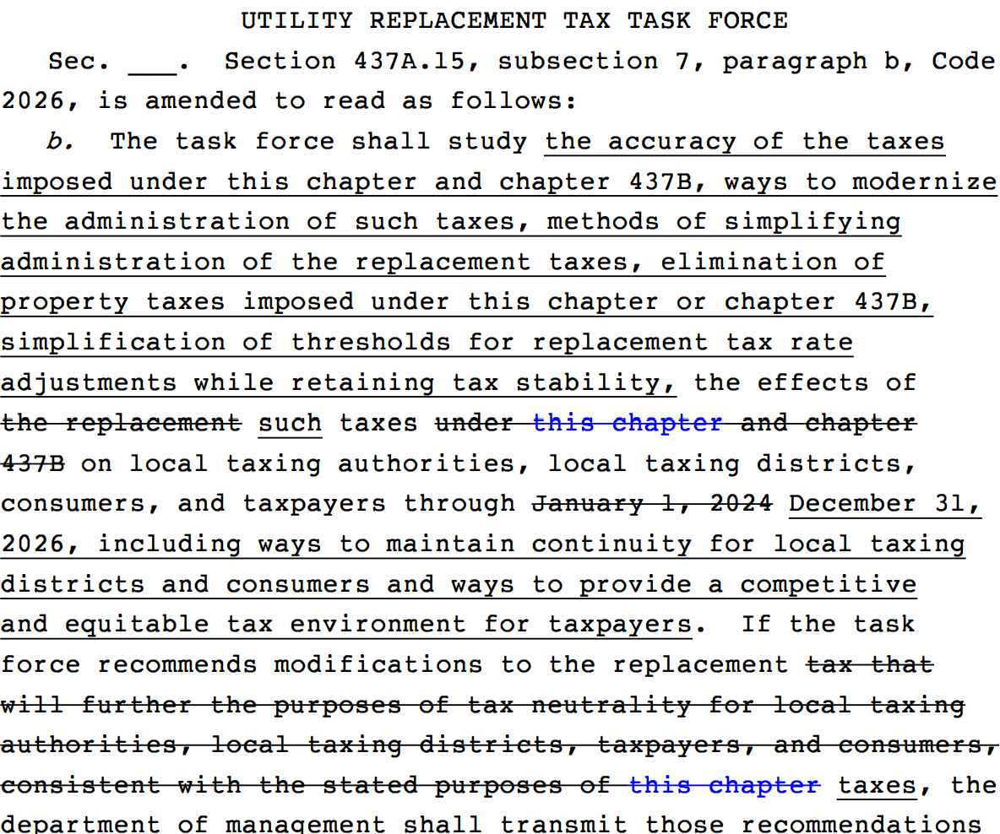 UTILITY REPLACEMENT TAX TASK FORCE
Sec. ___. Section 437A.15, subsection 7, paragraph b, Code
2026, is amended to read as follows:
b. The task force shall study the accuracy of the taxes
imposed under this chapter and chapter 437B, ways to modernize
the administration of such taxes, methods of simplifying
administration of the replacement taxes, elimination of
property taxes imposed under this chapter or chapter 437B,
simplification of thresholds for replacement tax rate
adjustments while retaining tax stability, the effects of
the replacement such taxes under this chapter and chapter
437B on local taxing authorities, local taxing districts,
consumers, and taxpayers through January 1, 2024 December 31,
2026, including ways to maintain continuity for local taxing
districts and consumers and ways to provide a competitive
and equitable tax environment for taxpayers. If the task
force recommends modifications to the replacement tax that
will further the purposes of tax neutrality for local taxing
authorities, local taxing districts, taxpayers, and consumers,
consistent with the stated purposes of this chapter taxes, the
department of management shall transmit those recommendations